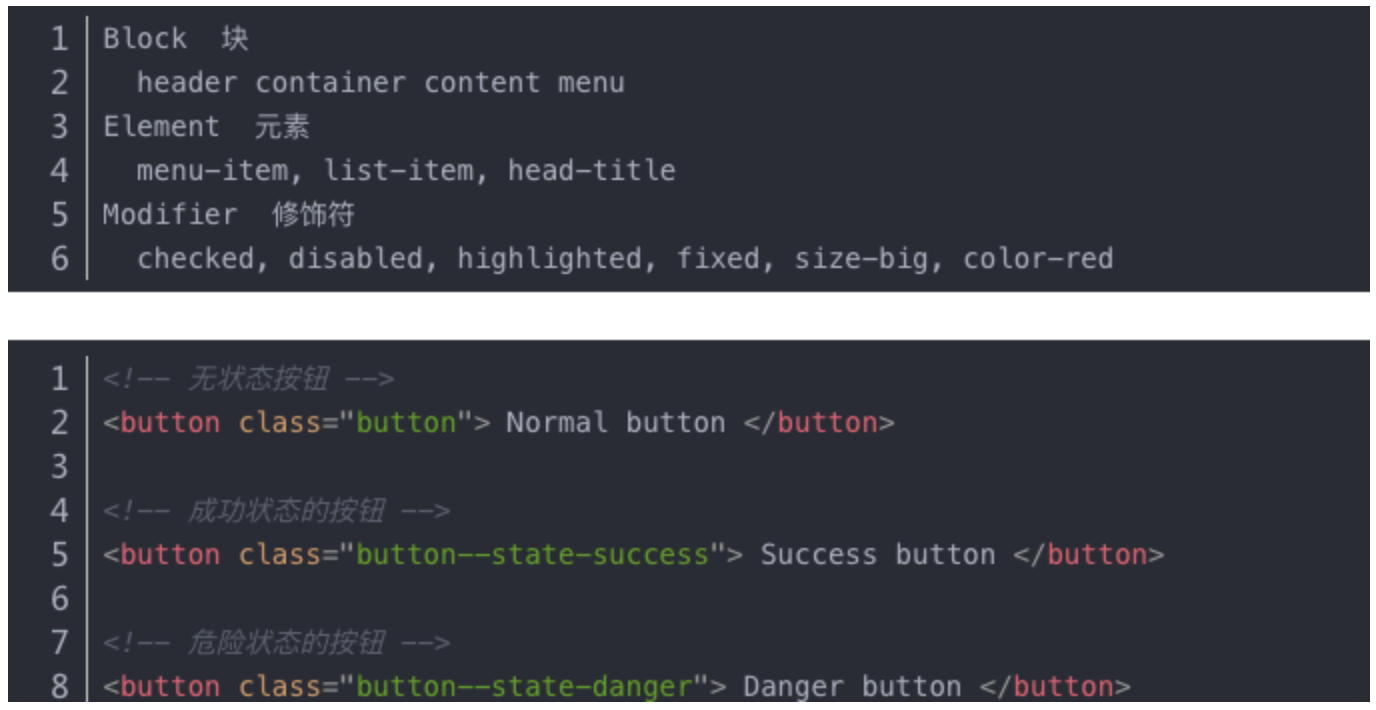 1 Block 块
2 header container content menu
3 Element 元素
4 menu-item, list-item, head-title
5 Modifier 修饰符
6 checked, disabled, highlighted, fixed, size-big, color-red
1 <!-- 无状态按钮 -->
2 <button class="button"> Normal button </button>
3
4 <!-- 成功状态的按钮 -->
5 <button class="button--state-success"> Success button </button>
6
7 <!-- 危险状态的按钮 -->
8 <button class="button--state-danger"> Danger button </button>